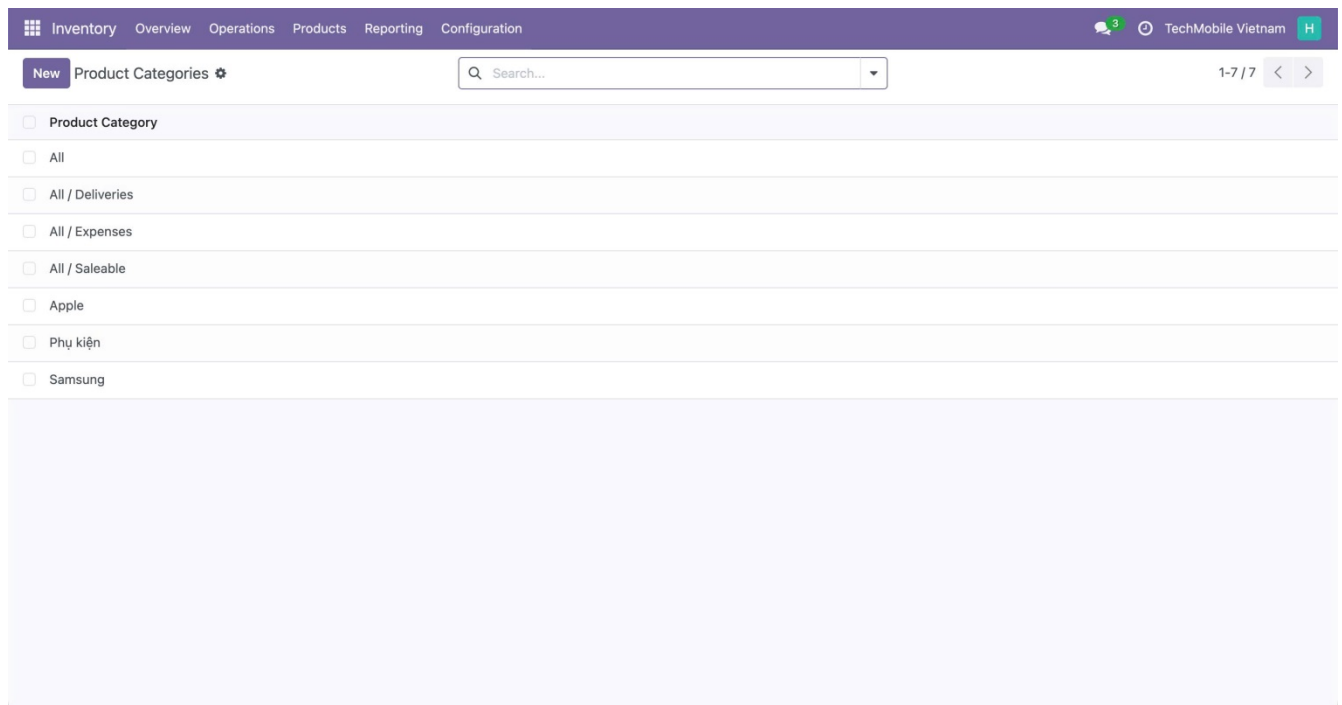 Inventory Overview Operations Products Reporting Configuration 3 TechMobile Vietnam H
New Product Categories Search... 1-7 / 7
Product Category
All
All / Deliveries
All / Expenses
All / Saleable
Apple
Phụ kiện
Samsung